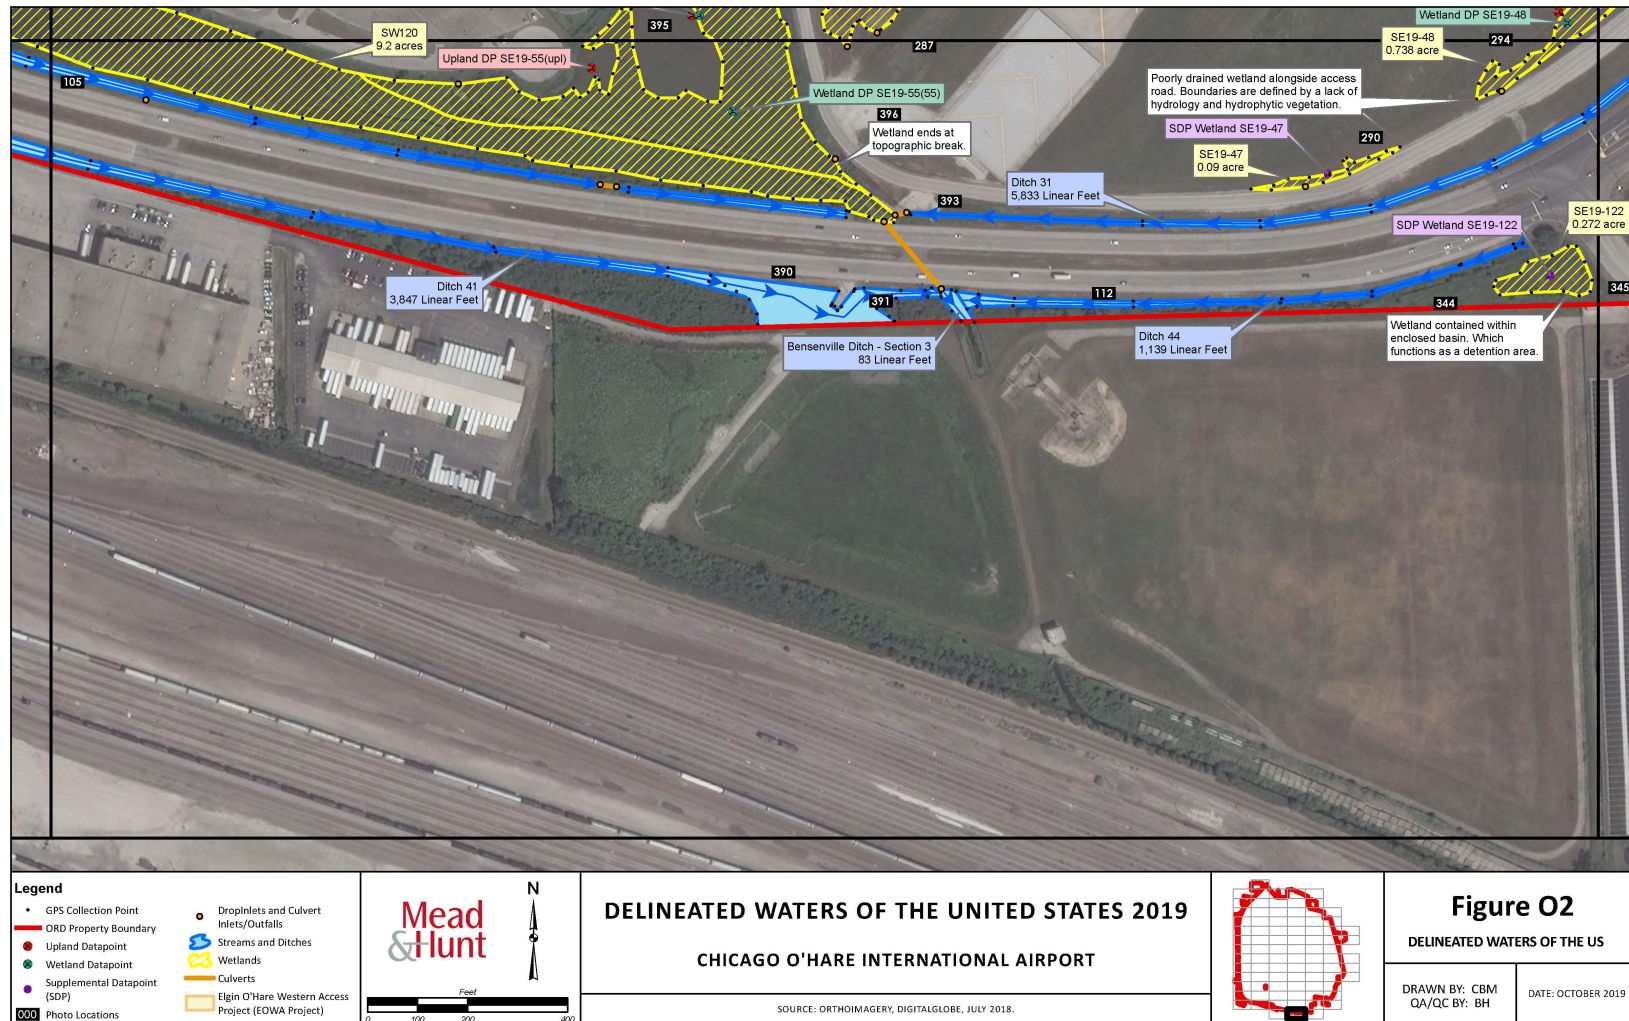 SW120
9.2 acres
395
Upland DP SE19-55(upl)
287
Wetland DP SE19-48
SE19-48
0.738 acre
294
105
Wetland DP SE19-55(55)
396
Wetland ends at
topographic break.
Poorly drained wetland alongside access
road. Boundaries are defined by a lack of
hydrology and hydrophytic vegetation.
SDP Wetland SE19-47
290
SE19-47
0.09 acre
Ditch 31
5,833 Linear Feet
393
SDP Wetland SE19-122
SE19-122
0.272 acre
390
Ditch 41
3,847 Linear Feet
391
112
344
345
Bensenville Ditch - Section 3
83 Linear Feet
Ditch 44
1,139 Linear Feet
Wetland contained within
enclosed basin. Which
functions as a detention area.
Legend
GPS Collection Point
ORD Property Boundary
Upland Datapoint
Wetland Datapoint
Supplemental Datapoint
(SDP)
000 Photo Locations
DropInlets and Culvert
Inlets/Outfalls
Streams and Ditches
Wetlands
Culverts
Elgin O'Hare Western Access
Project (EOWA Project)
Mead
&Hunt
N
Feet
0 100 200 400
DELINEATED WATERS OF THE UNITED STATES 2019
CHICAGO O'HARE INTERNATIONAL AIRPORT
SOURCE: ORTHOIMAGERY, DIGITALGLOBE, JULY 2018.
Figure O2
DELINEATED WATERS OF THE US
DRAWN BY: CBM
QA/QC BY: BH
DATE: OCTOBER 2019